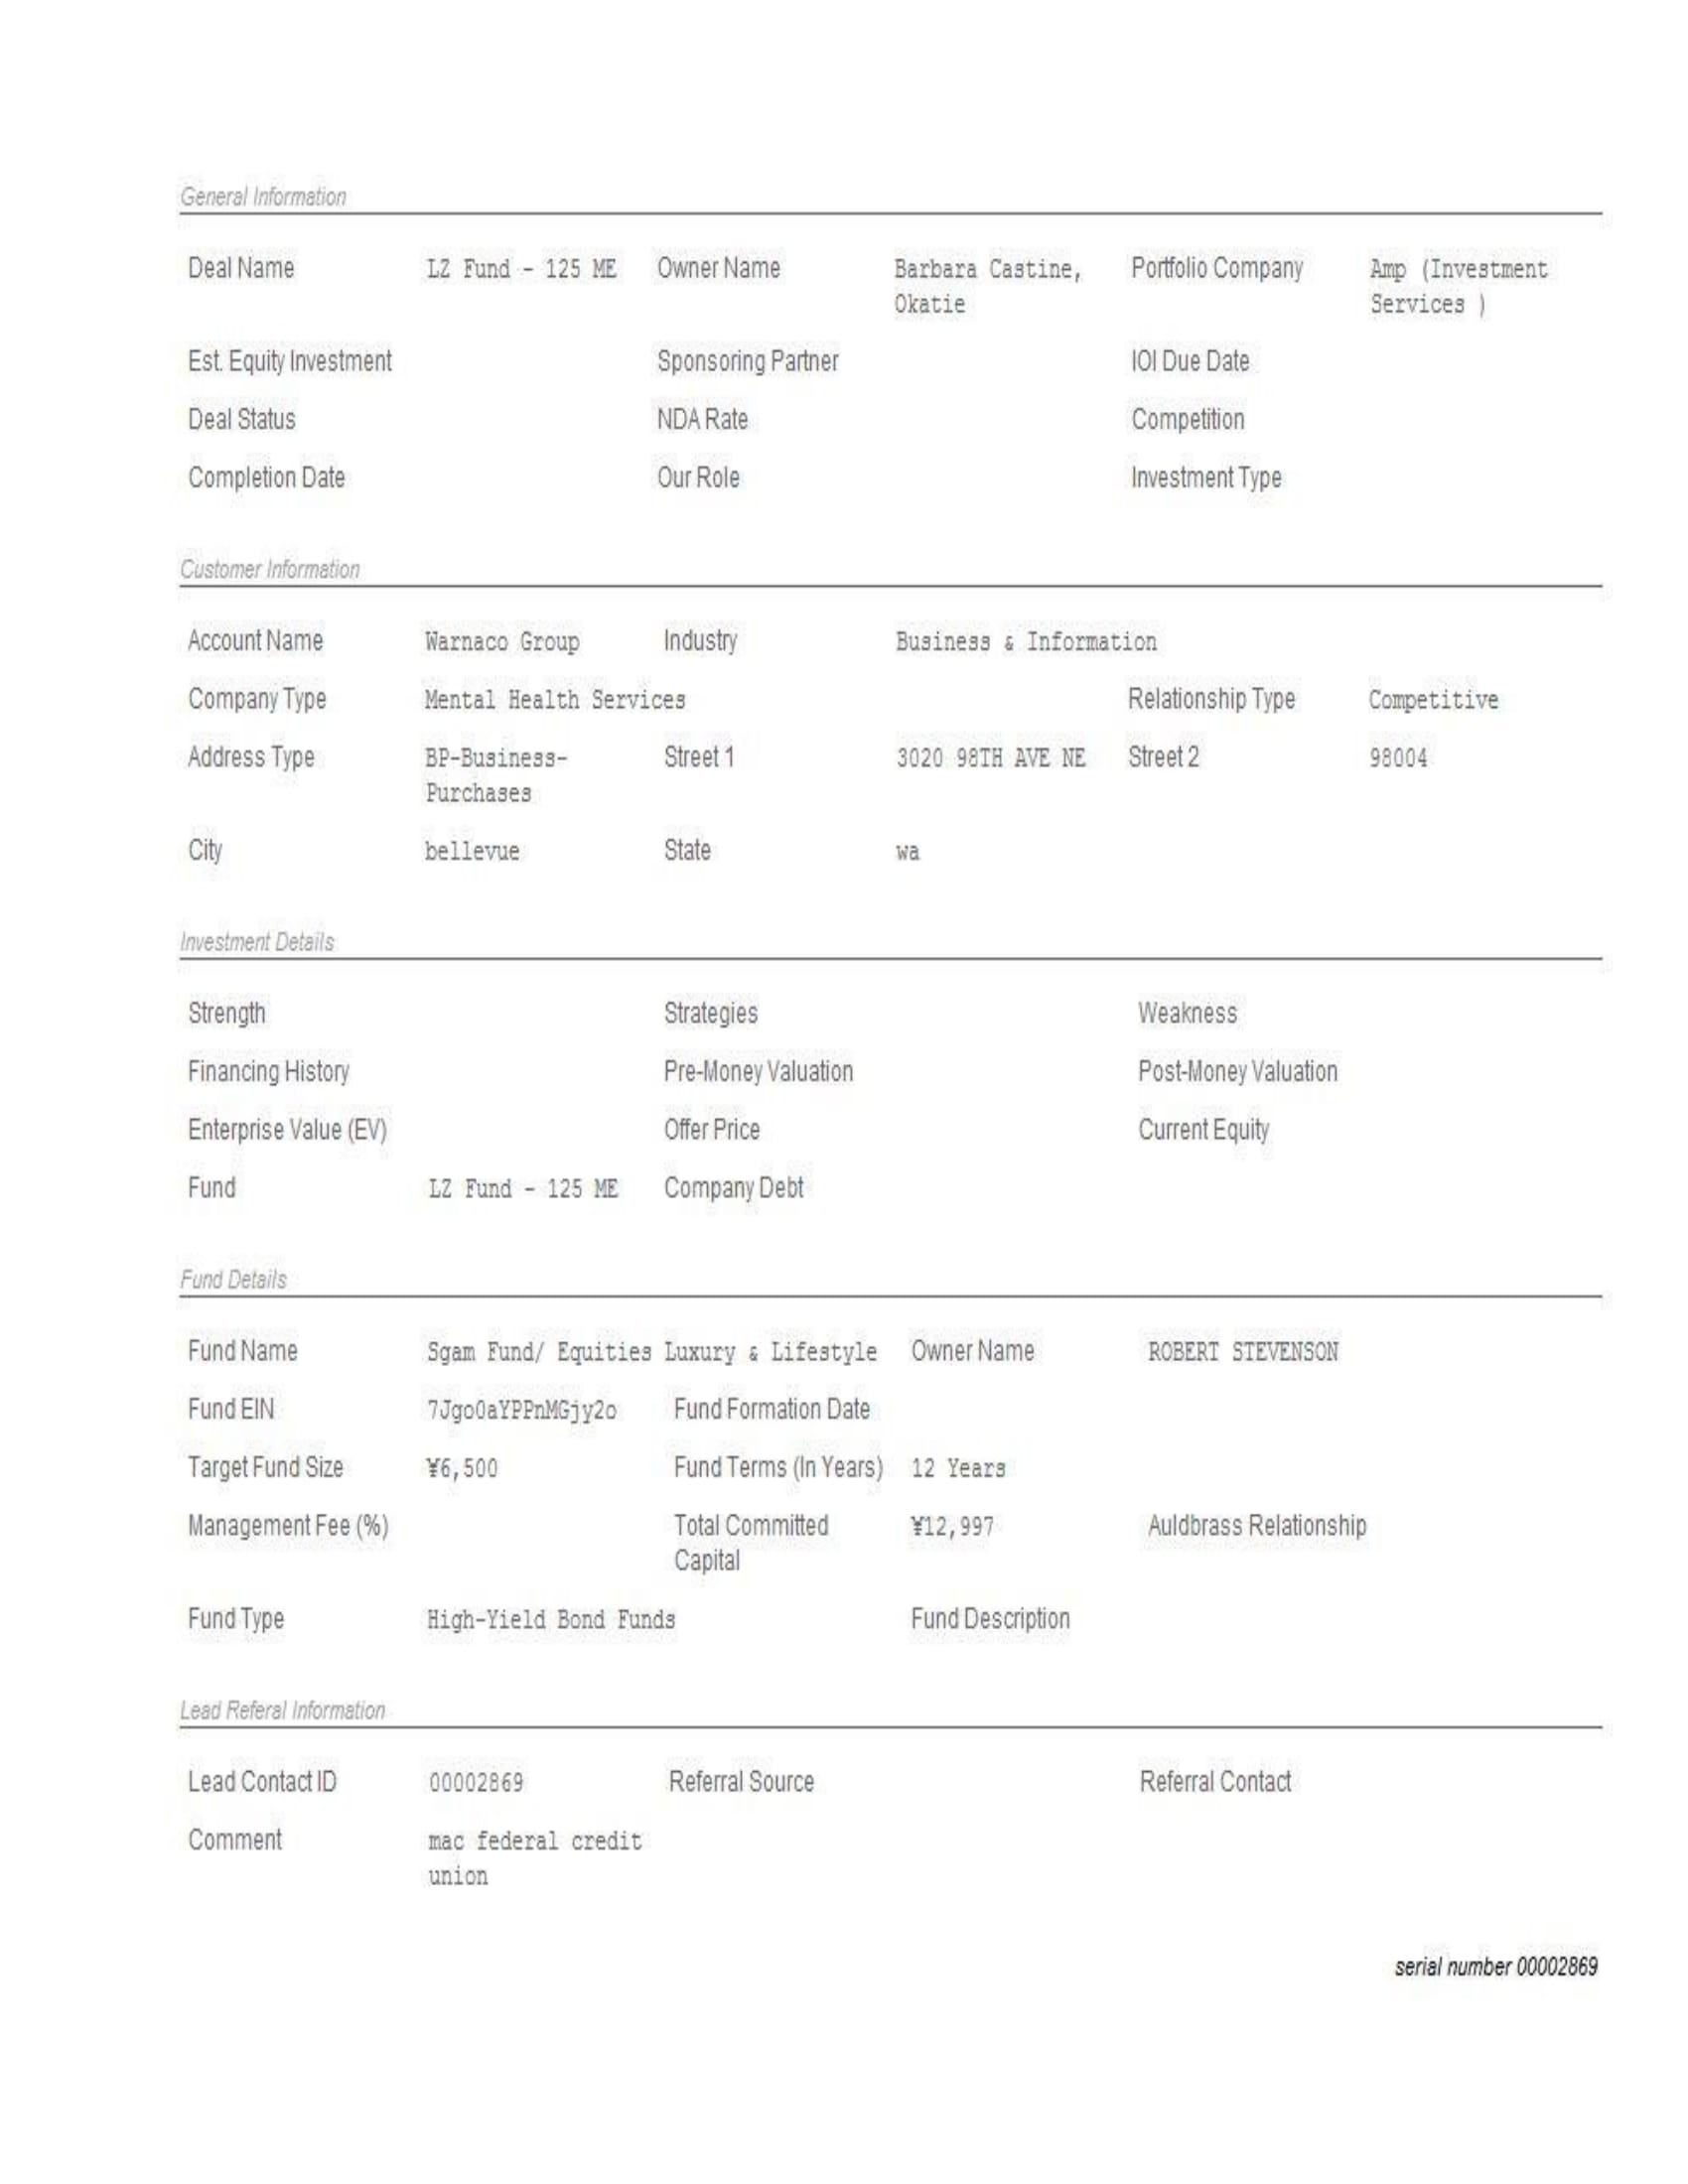 General Information
Deal Name LZ Fund - 125 ME Owner Name Barbara Castine, Portfolio Company Amp (Investment
Okatie Services )
Est. Equity Investment Sponsoring Partner IOI Due Date
Deal Status NDA Rate Competition
Completion Date Our Role Investment Type
Customer Information
Account Name Warnaco Group Industry Business & Information
Company Type Mental Health Services Relationship Type Competitive
Address Type BP-Business- Street 1 3020 98TH AVE NE Street 2 98004
Purchases
City bellevue State wa
Investment Details
Strength Strategies Weakness
Financing History Pre-Money Valuation Post-Money Valuation
Enterprise Value (EV) Offer Price Current Equity
Fund LZ Fund - 125 ME Company Debt
Fund Details
Fund Name Sgam Fund/ Equities Luxury & Lifestyle Owner Name ROBERT STEVENSON
Fund EIN 7Jgo0aYPPnMGjy2o Fund Formation Date
Target Fund Size ¥6,500 Fund Terms (In Years) 12 Years
Management Fee (%) Total Committed ¥12,997 Auldbrass Relationship
Capital
Fund Type High-Yield Bond Funds Fund Description
Lead Referal Information
Lead Contact ID 00002869 Referral Source Referral Contact
Comment mac federal credit
union
serial number 00002869